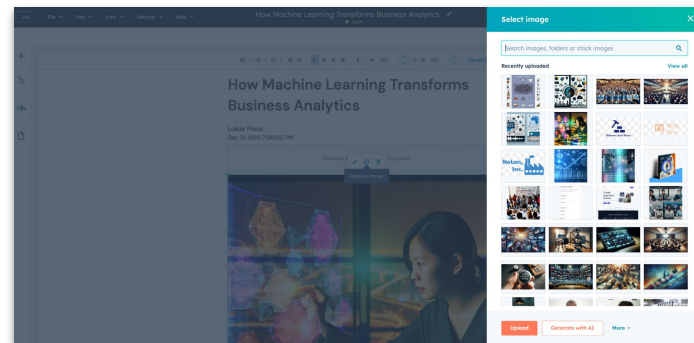 Exit File Edit View Settings Help
How Machine Learning Transforms Business Analytics
Draft
How Machine Learning Transforms
Business Analytics
Lukas Plewa
Dec 31, 1969 7:00:00 PM
Replace image
Select image
Search images, folders or stock images
Recently uploaded
View all
Nolan,
Inc.
Upload
Generate with AI
More